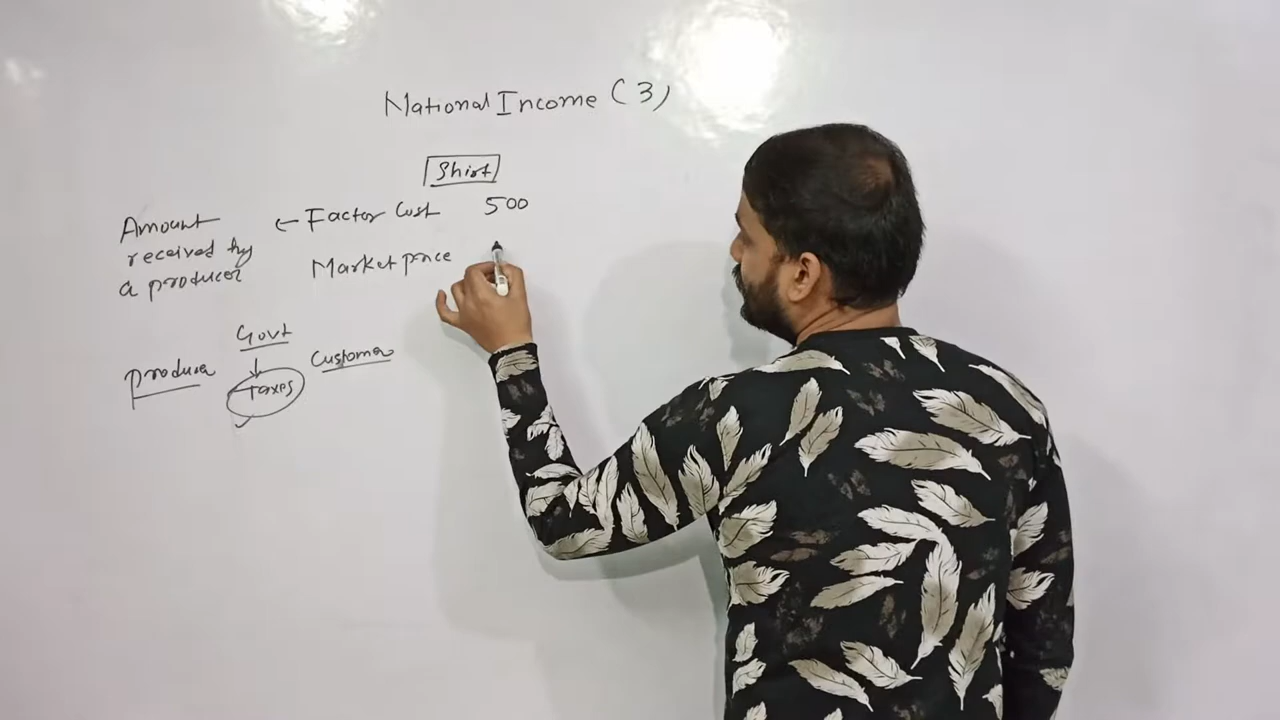 National Income (3)
Shirt
Amount received by a producer
← Factor Cost 500
Market price
Govt
↓
Taxes
producer
Customer